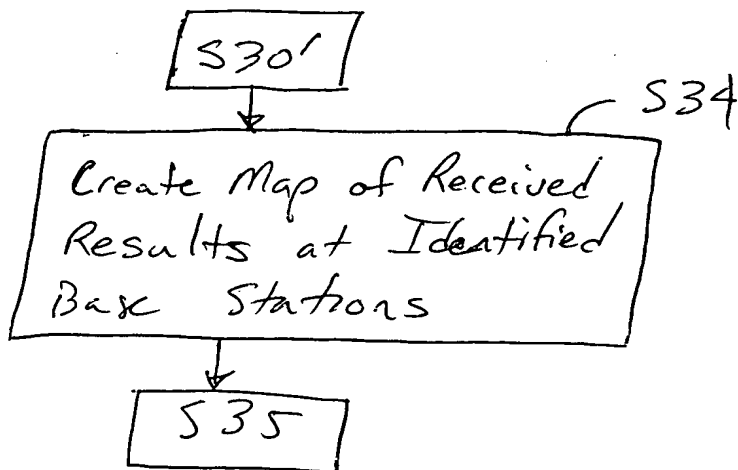 S30'
S34
Create Map of Received
Results at Identified
Base Stations
S35